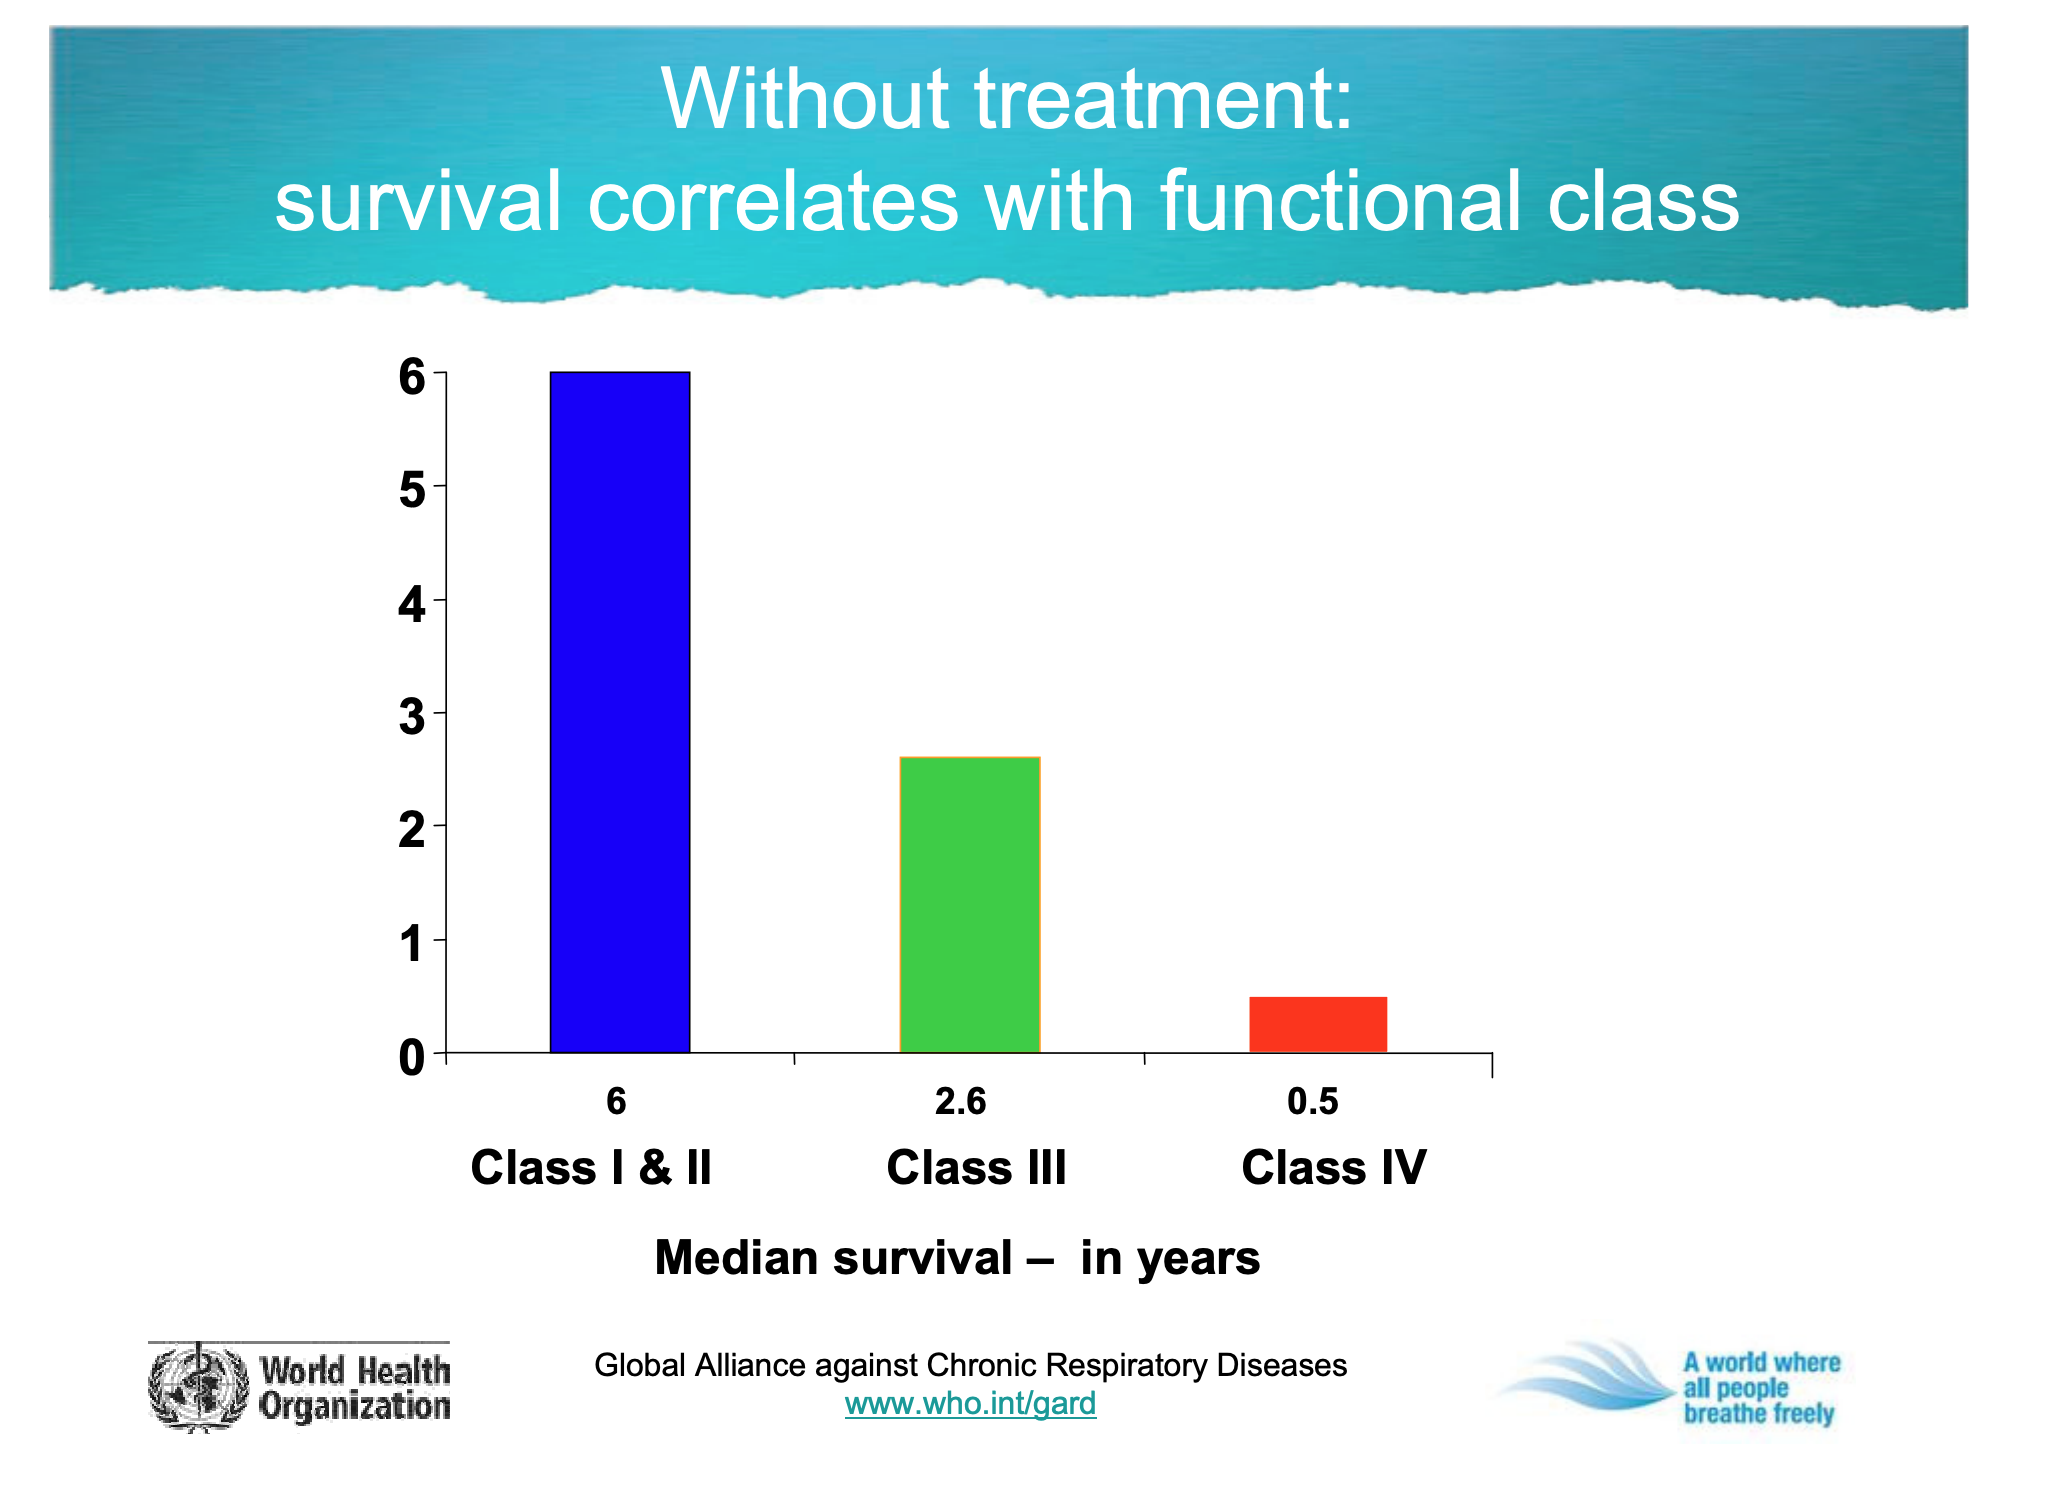 Without treatment:
survival correlates with functional class
6
5
4
3
2
1
0
6 2.6 0.5
Class I & II Class III Class IV
Median survival – in years
World Health
Organization
Global Alliance against Chronic Respiratory Diseases
www.who.int/gard
A world where
all people
breathe freely